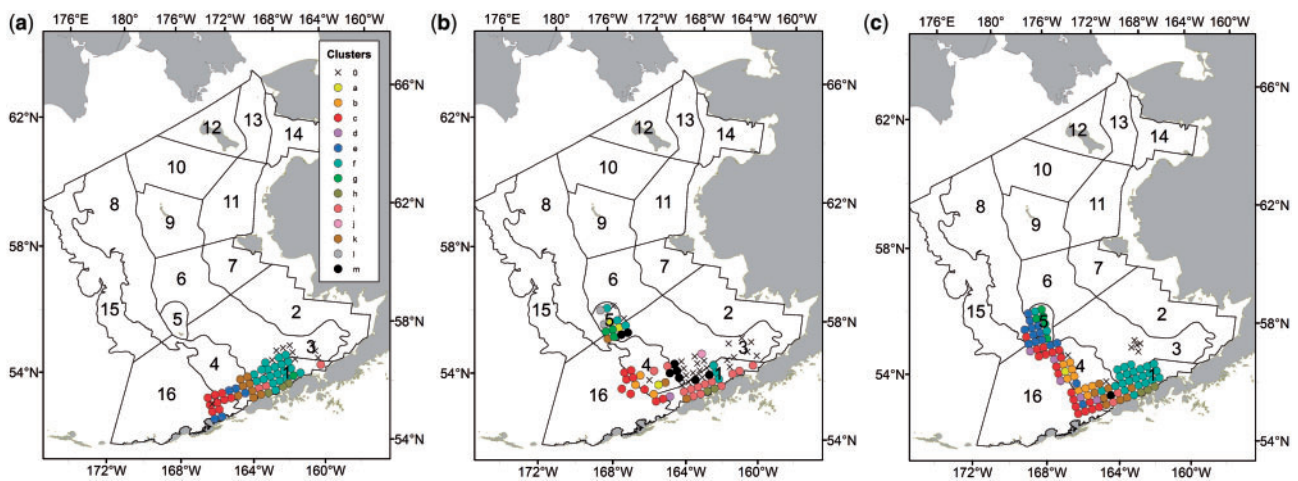 (a)
176°E 180° 176°W 172°W 168°W 164°W 160°W
66°N
62°N
58°N
54°N
62°N
58°N
54°N
172°W 168°W 164°W 160°W
Clusters
0
a
b
c
d
e
f
g
h
i
j
k
l
m
12
13
14
10
8
9
11
6
7
15
5
2
3
4
1
16
(b)
176°E 180° 176°W 172°W 168°W 164°W 160°W
66°N
62°N
58°N
54°N
62°N
58°N
54°N
172°W 168°W 164°W 160°W
12
13
14
10
8
9
11
6
7
15
5
2
3
4
1
16
(c)
176°E 180° 176°W 172°W 168°W 164°W 160°W
66°N
62°N
58°N
54°N
62°N
58°N
54°N
172°W 168°W 164°W 160°W
12
13
14
10
8
9
11
6
7
15
5
2
3
4
1
16